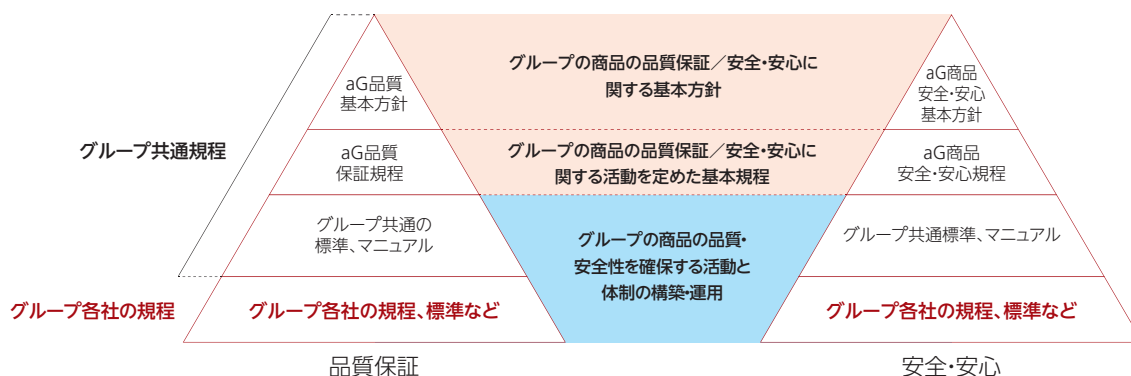 グループ共通規程
グループ各社の規程
aG品質
基本方針
aG品質
保証規程
グループ共通の
標準、マニュアル
グループ各社の規程、標準など
品質保証
グループの商品の品質保証／安全・安心に
関する基本方針
グループの商品の品質保証／安全・安心に
関する活動を定めた基本規程
グループの商品の品質・
安全性を確保する活動と
体制の構築・運用
aG商品
安全・安心
基本方針
aG商品
安全・安心規程
グループ共通標準、マニュアル
グループ各社の規程、標準など
安全・安心